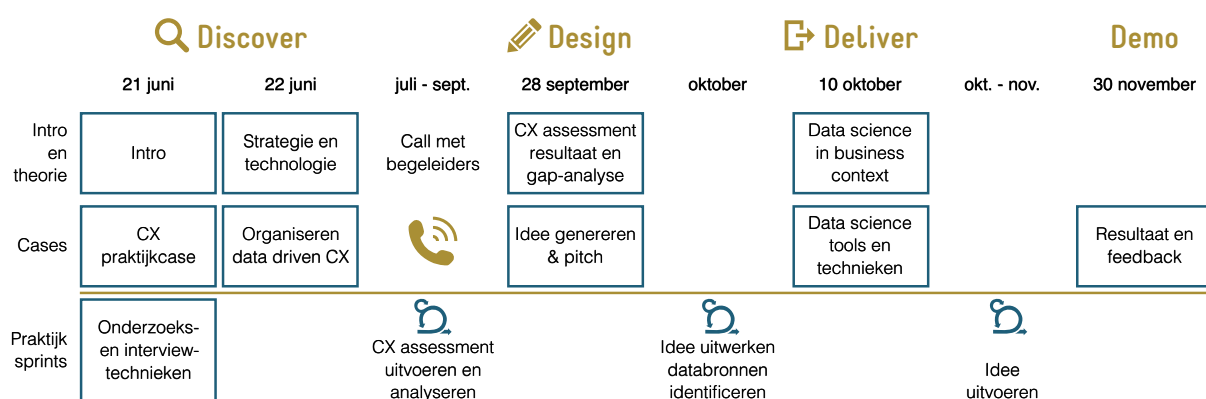 Discover
Design
Deliver
Demo
21 juni
22 juni
juli - sept.
28 september
oktober
10 oktober
okt. - nov.
30 november
Intro
en
theorie
Intro
Strategie en
technologie
Call met
begeleiders
CX assessment
resultaat en
gap-analyse
Data science
in business
context
Cases
CX
praktijkcase
Organiseren
data driven CX
Idee genereren
& pitch
Data science
tools en
technieken
Resultaat en
feedback
Praktijk
sprints
Onderzoeks-
en interview-
technieken
CX assessment
uitvoeren en
analyseren
Idee uitwerken
databronnen
identificeren
Idee
uitvoeren